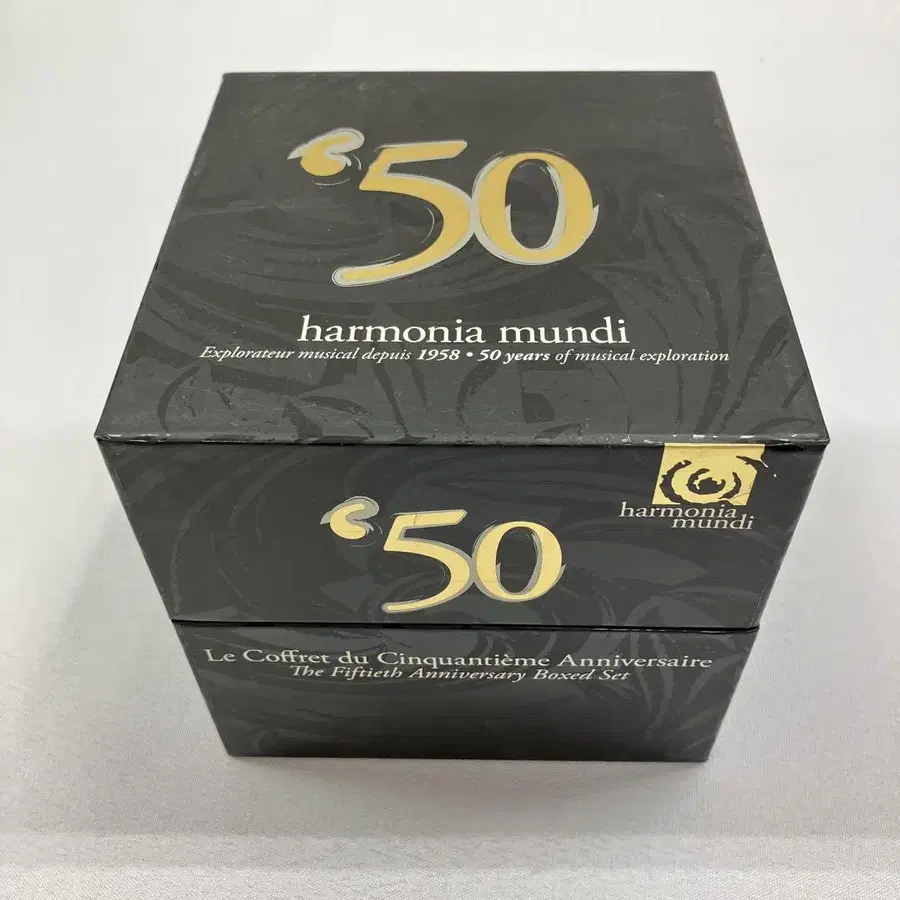 '50
harmonia mundi
Explorateur musical depuis 1958 • 50 years of musical exploration
harmonia
mundi
'50
Le Coffret du Cinquantième Anniversaire
The Fiftieth Anniversary Boxed Set